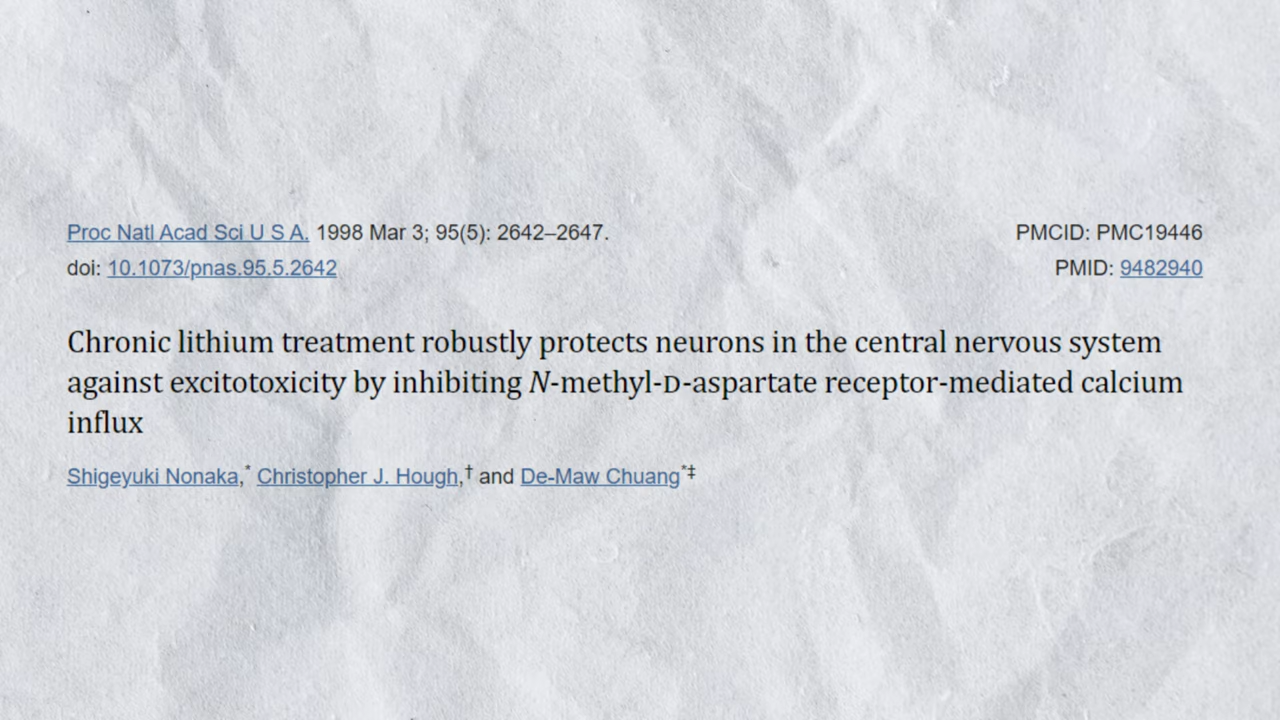 Proc Natl Acad Sci U S A. 1998 Mar 3; 95(5): 2642–2647.
PMCID: PMC19446
doi: 10.1073/pnas.95.5.2642
PMID: 9482940
Chronic lithium treatment robustly protects neurons in the central nervous system
against excitotoxicity by inhibiting N-methyl-D-aspartate receptor-mediated calcium
influx
Shigeyuki Nonaka,* Christopher J. Hough,† and De-Maw Chuang*‡